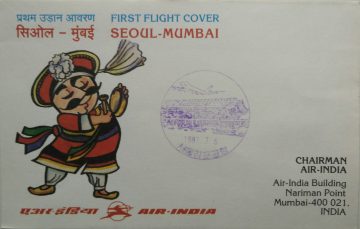 प्रथम उड़ान आवरण FIRST FLIGHT COVER
सिओल - मुंबई SEOUL-MUMBAI
CHAIRMAN
AIR-INDIA
Air-India Building
Nariman Point
Mumbai-400 021.
INDIA
एअर-इंडिया AIR-INDIA